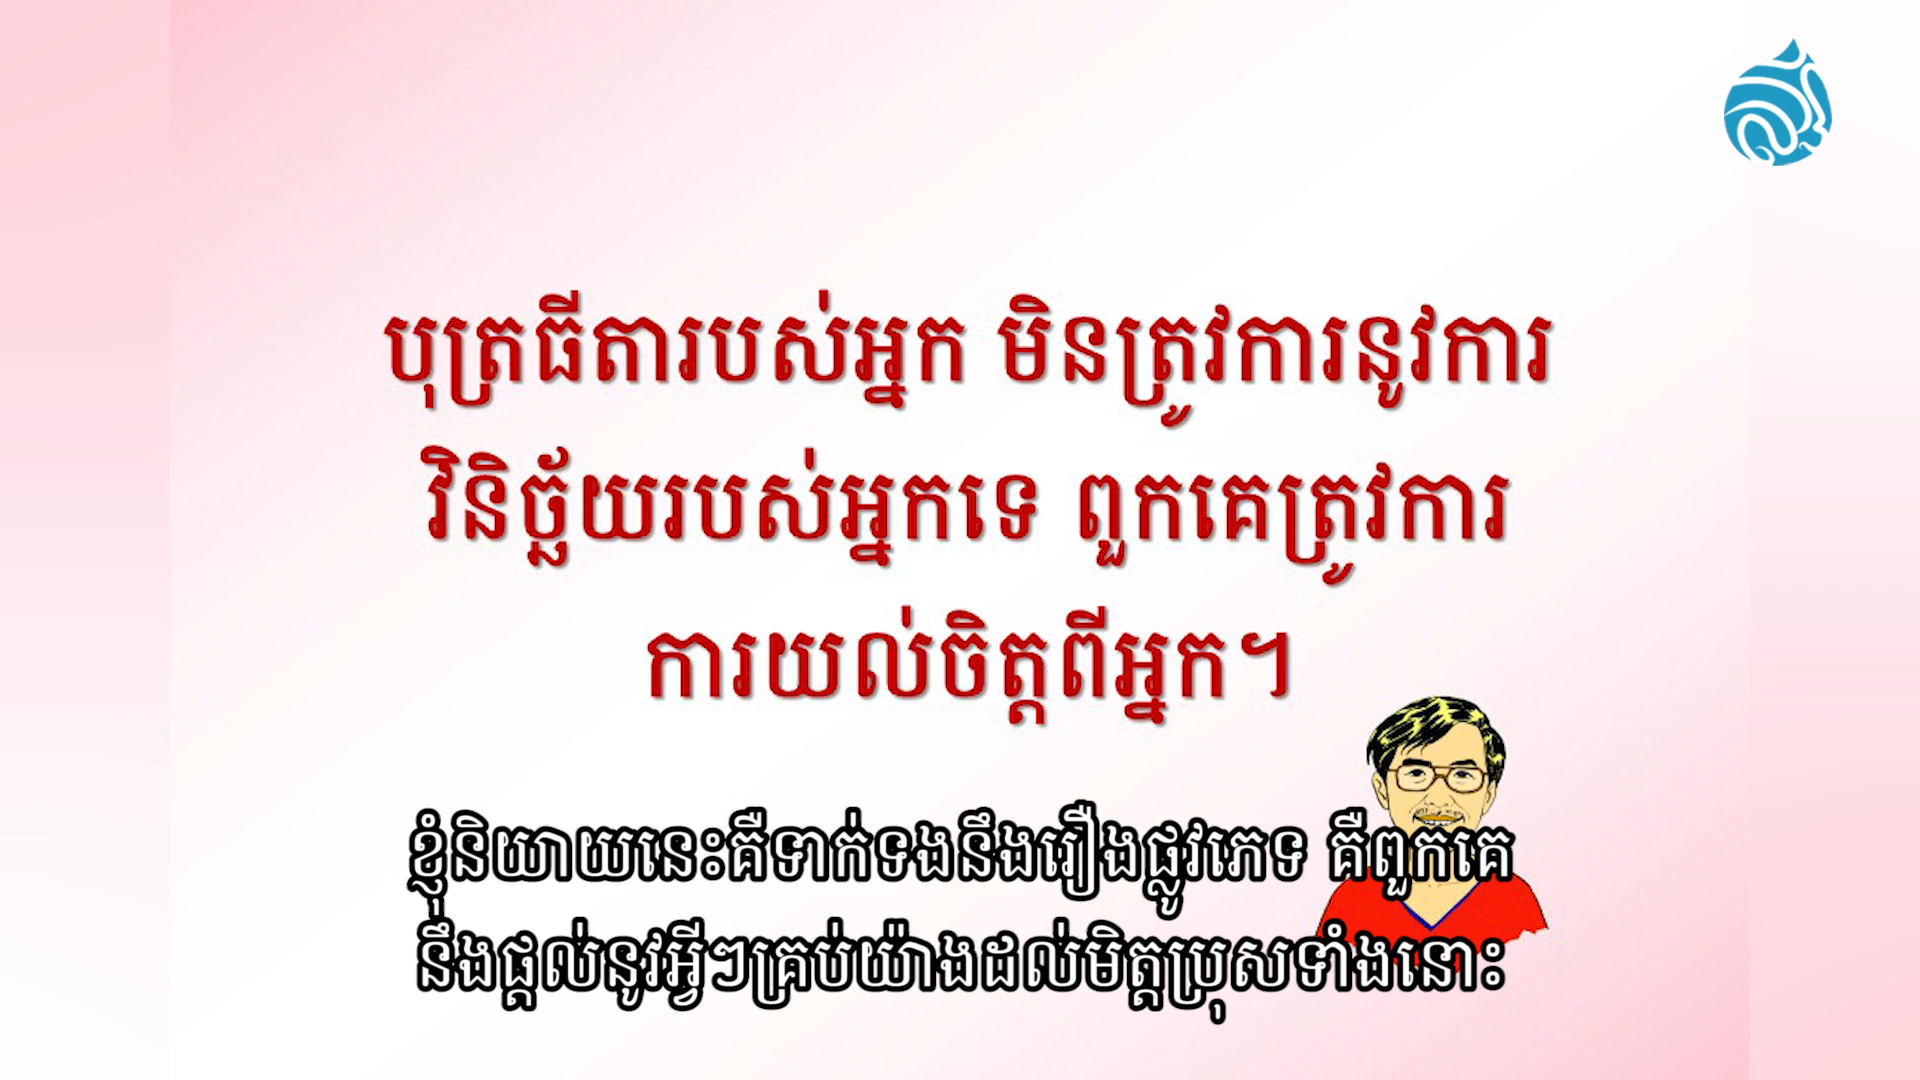 បុត្រធីតារបស់អ្នក មិនត្រូវការនូវការ
វិនិច្ឆ័យរបស់អ្នកទេ ពួកគេត្រូវការ
ការយល់ចិត្តពីអ្នក។
ខ្ញុំនិយាយនេះគឺទាក់ទងនឹងរឿងផ្លូវភេទ គឺពួកគេ
នឹងផ្តល់នូវអ្វីៗគ្រប់យ៉ាងដល់មិត្តប្រុសទាំងនោះ